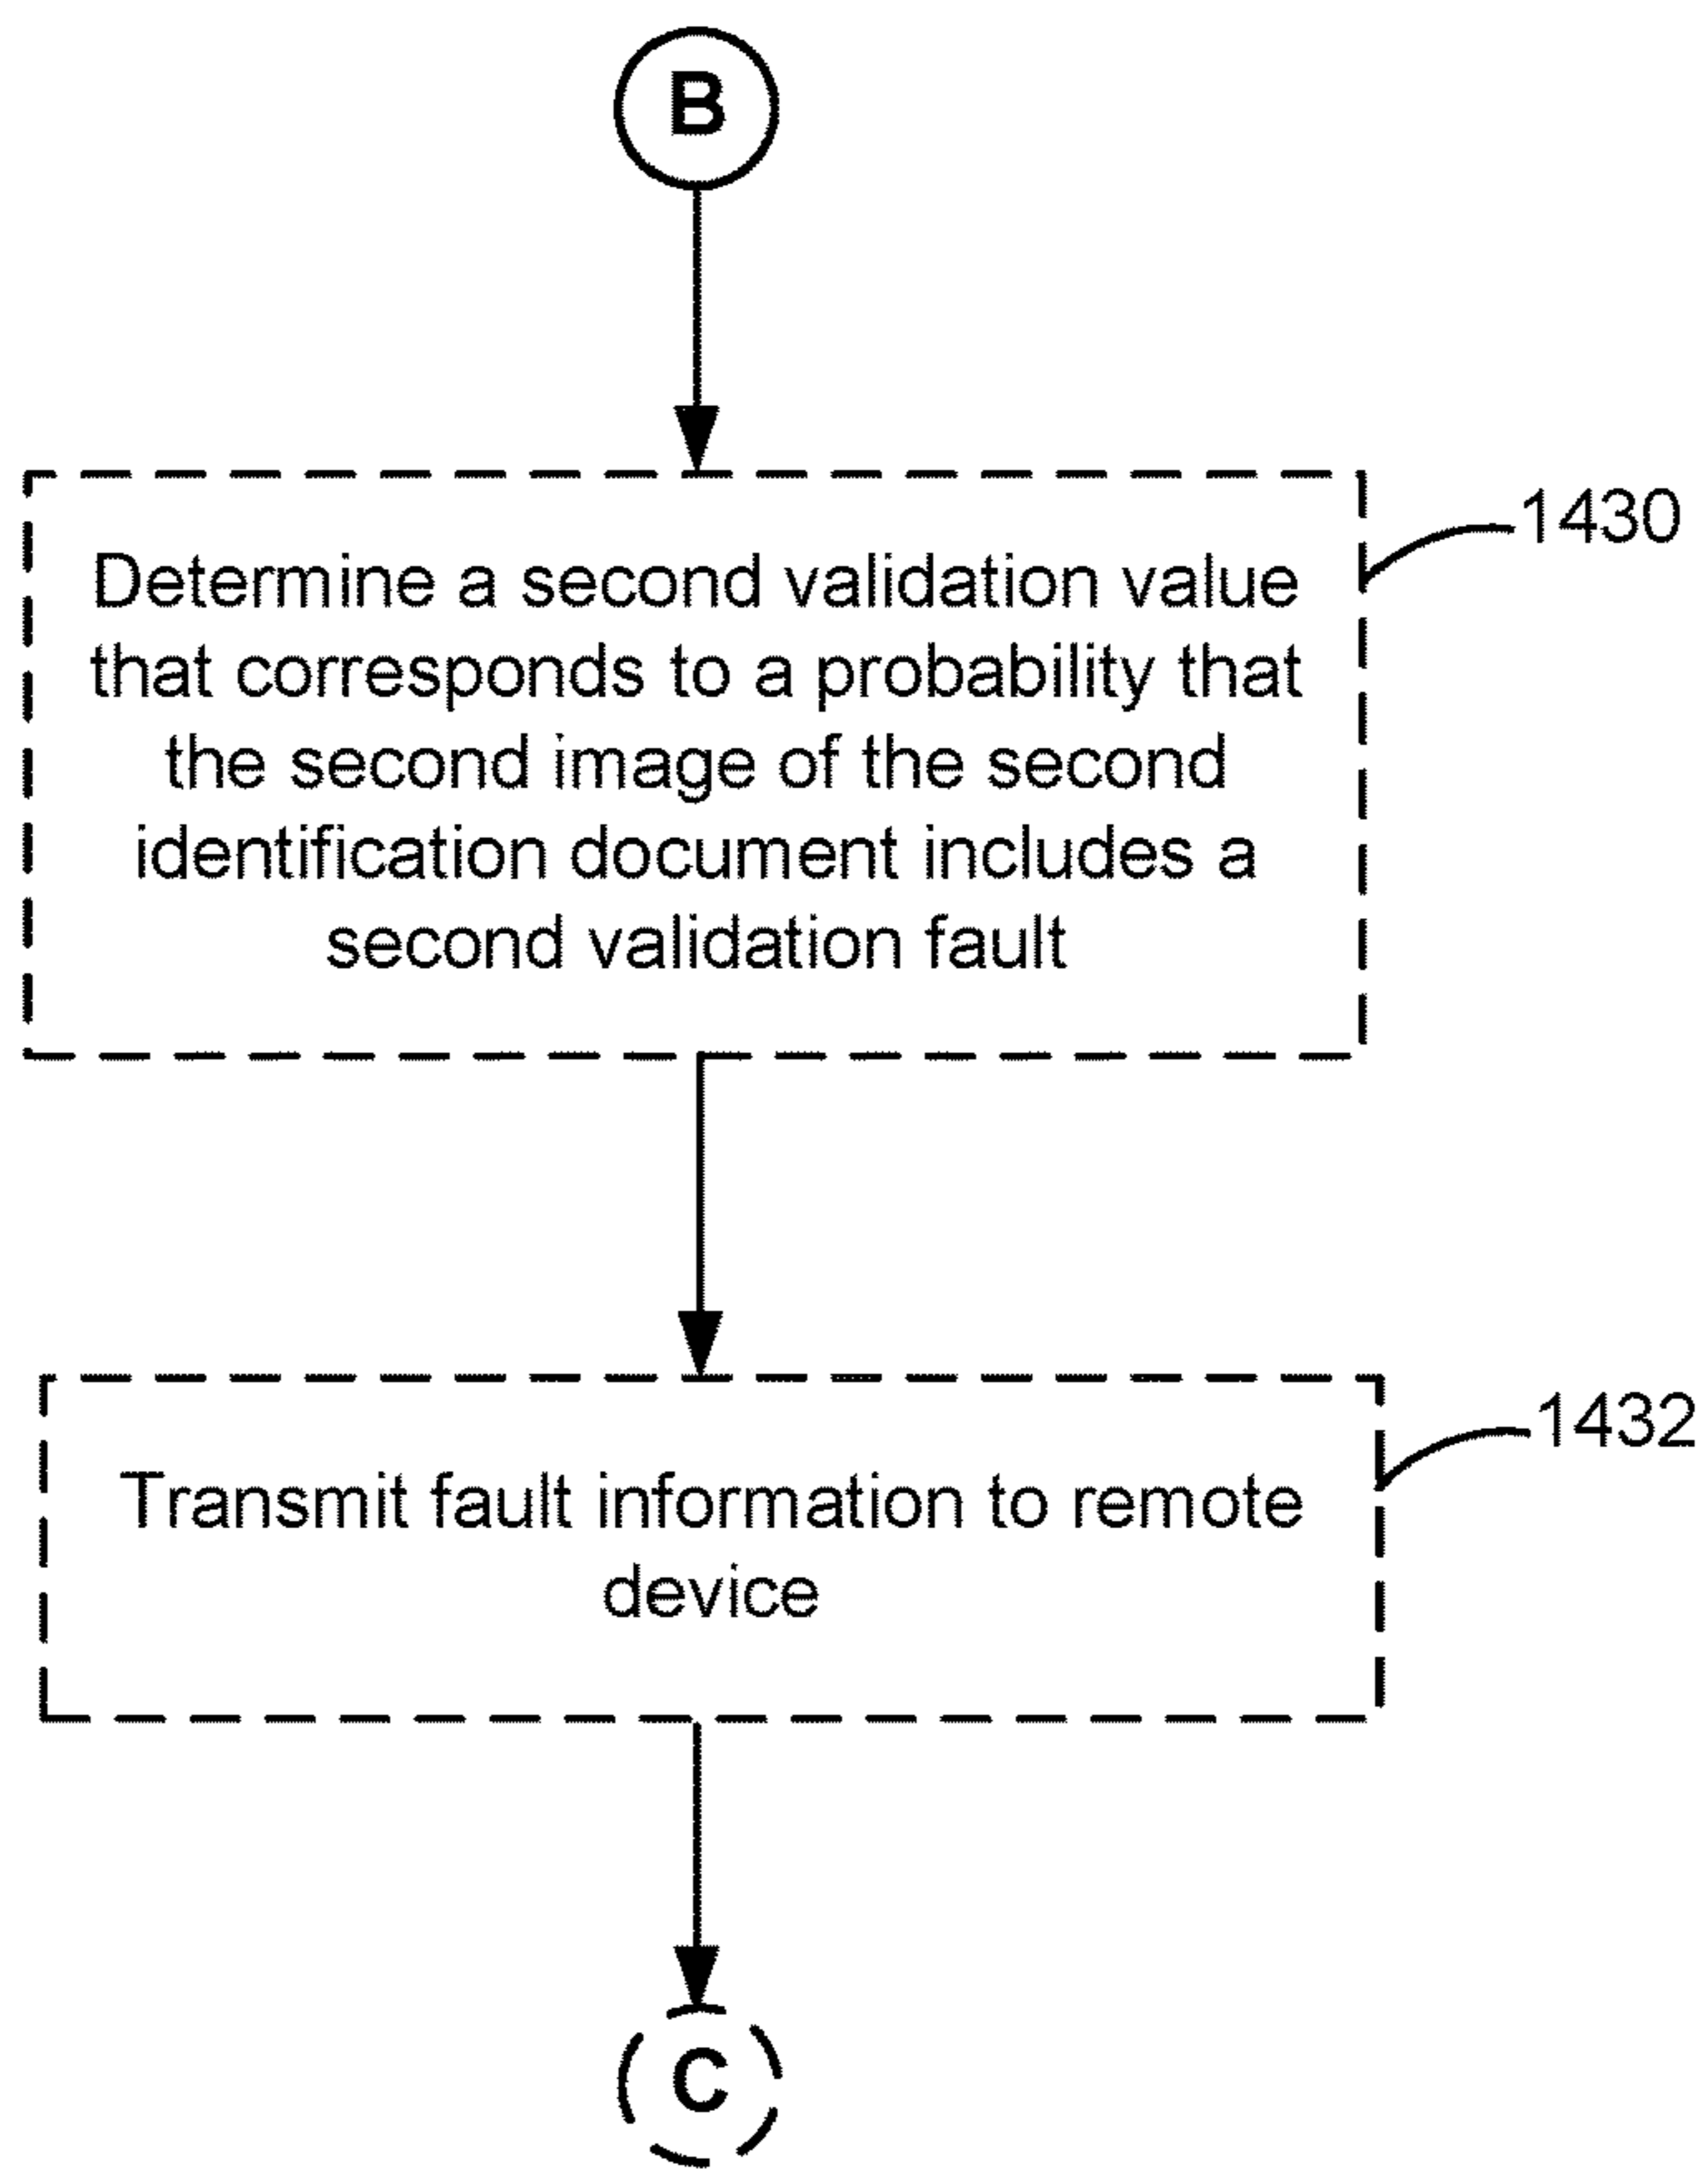 B
1430
Determine a second validation value
that corresponds to a probability that
the second image of the second
identification document includes a
second validation fault
1432
Transmit fault information to remote
device
C